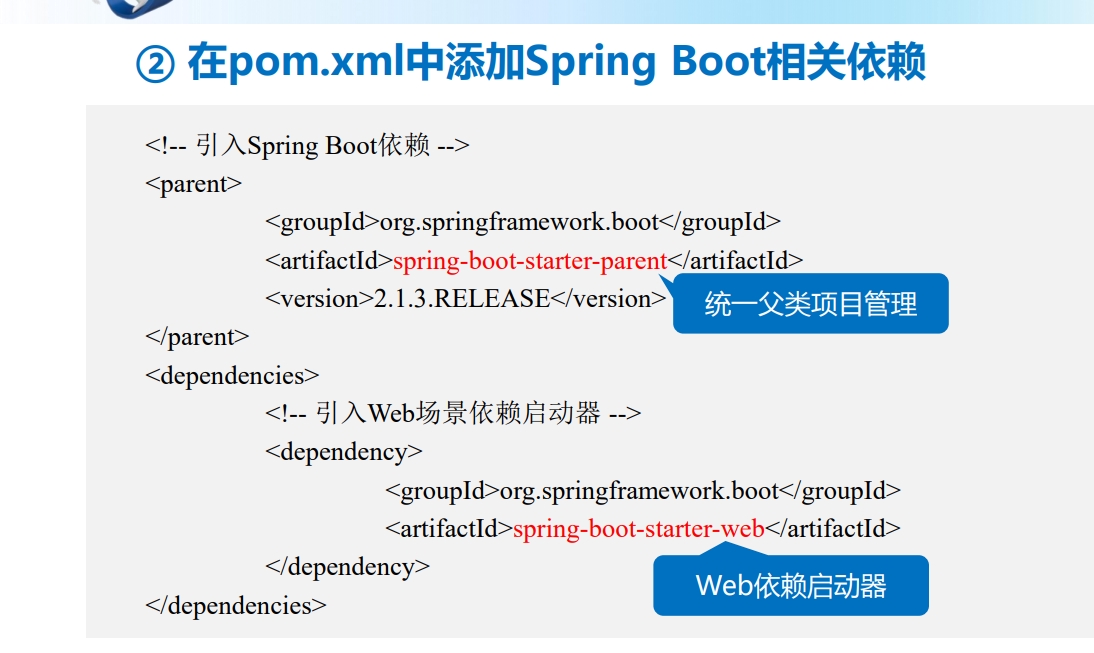 ② 在pom.xml中添加Spring Boot相关依赖
<!-- 引入Spring Boot依赖 -->
<parent>
<groupId>org.springframework.boot</groupId>
<artifactId>spring-boot-starter-parent</artifactId>
<version>2.1.3.RELEASE</version>
统一父类项目管理
</parent>
<dependencies>
<!-- 引入Web场景依赖启动器 -->
<dependency>
<groupId>org.springframework.boot</groupId>
<artifactId>spring-boot-starter-web</artifactId>
</dependency>
Web依赖启动器
</dependencies>